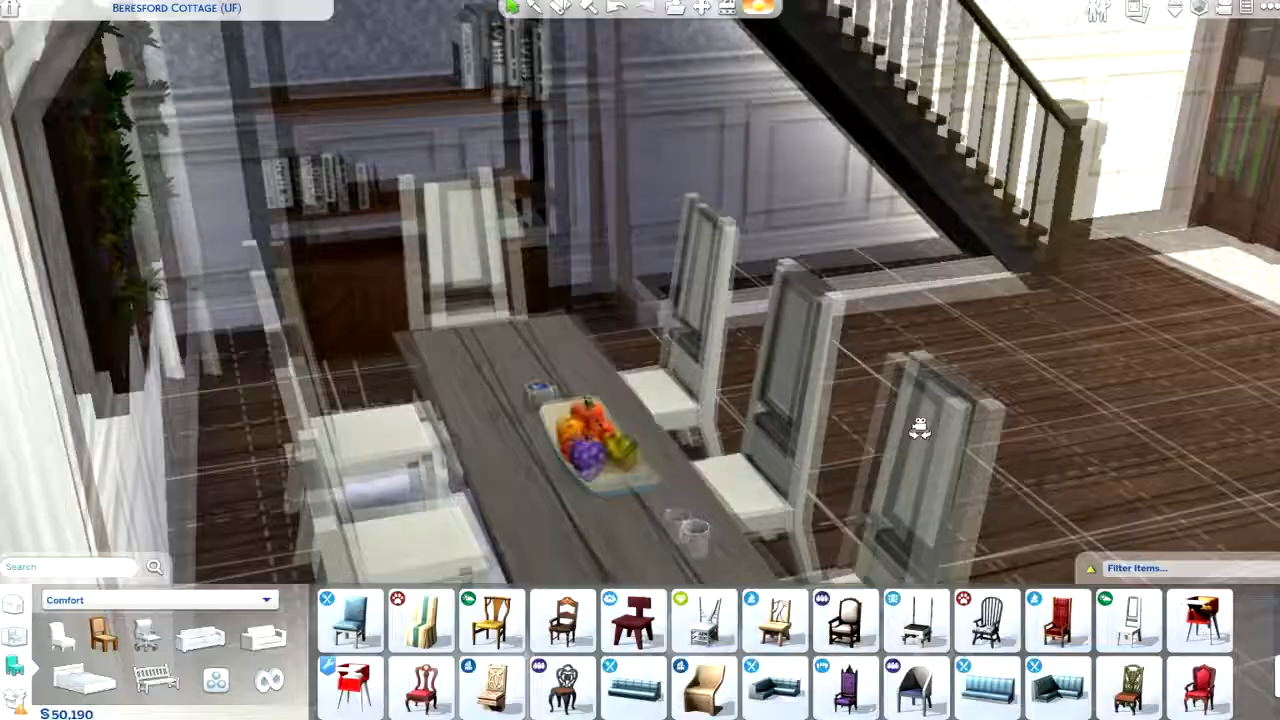 BERESFORD COTTAGE (UF)
Search
Filter Items...
Comfort
§50,190